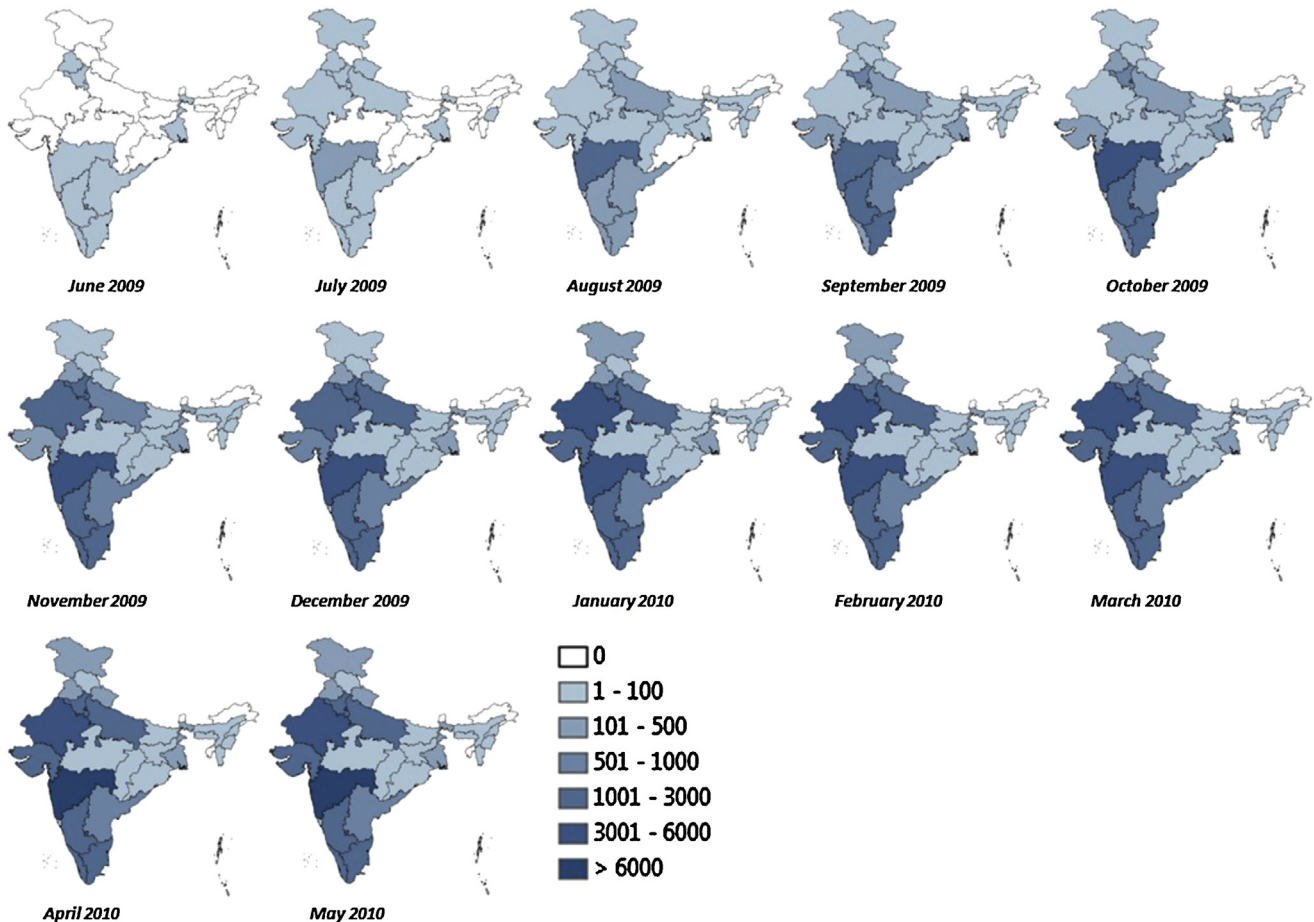 June 2009
July 2009
August 2009
September 2009
October 2009
November 2009
December 2009
January 2010
February 2010
March 2010
0
1 - 100
101 - 500
501 - 1000
1001 - 3000
3001 - 6000
> 6000
April 2010
May 2010